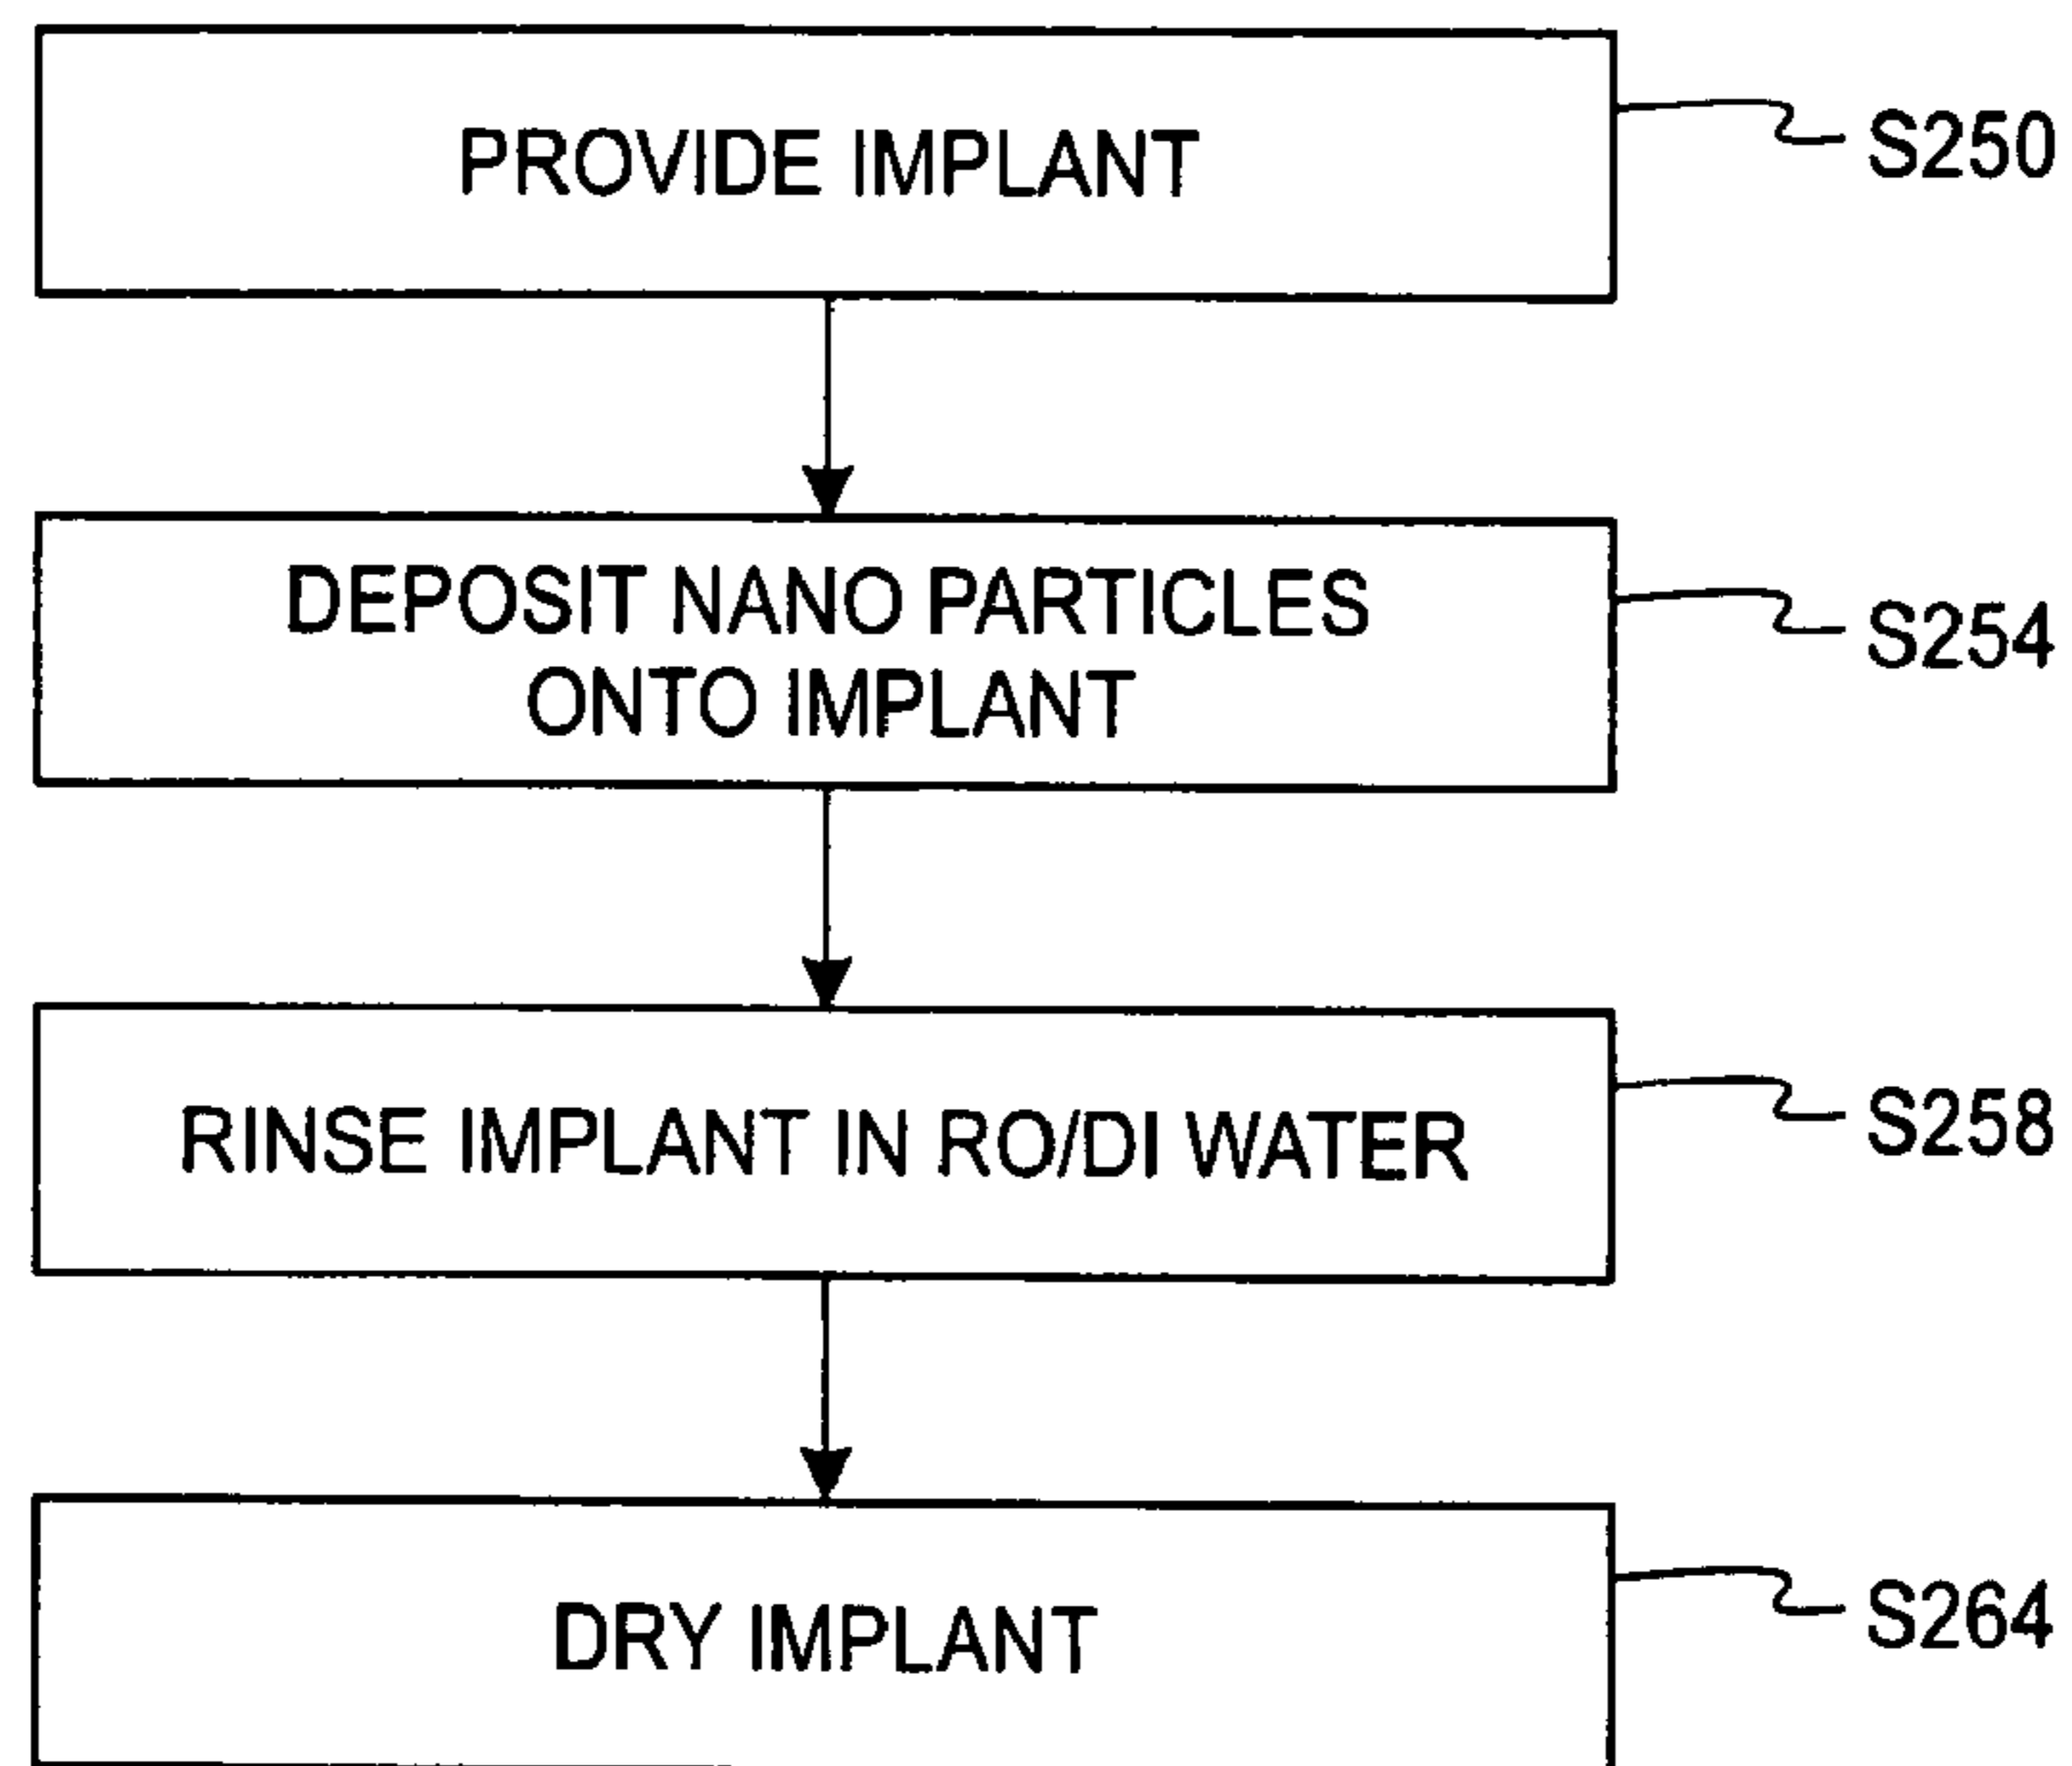 PROVIDE IMPLANT
S250
DEPOSIT NANO PARTICLES
ONTO IMPLANT
S254
RINSE IMPLANT IN RO/DI WATER
S258
DRY IMPLANT
S264